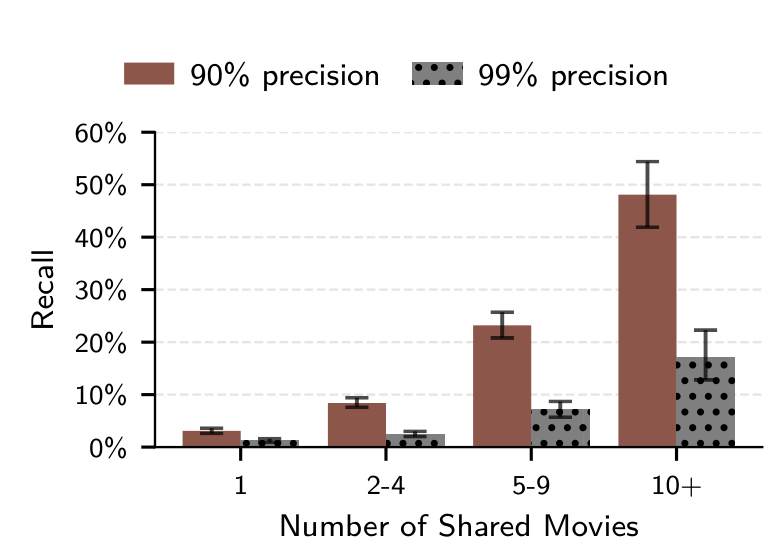 90% precision 99% precision
60%
50%
40%
30%
20%
10%
0%
Recall
1 2-4 5-9 10+
Number of Shared Movies